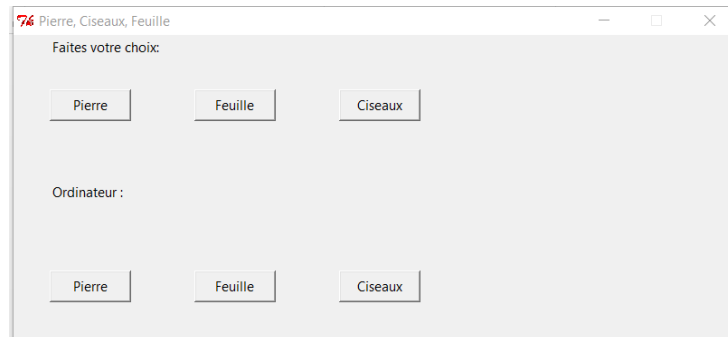 Pierre, Ciseaux, Feuille
Faites votre choix:
Pierre Feuille Ciseaux
Ordinateur :
Pierre Feuille Ciseaux